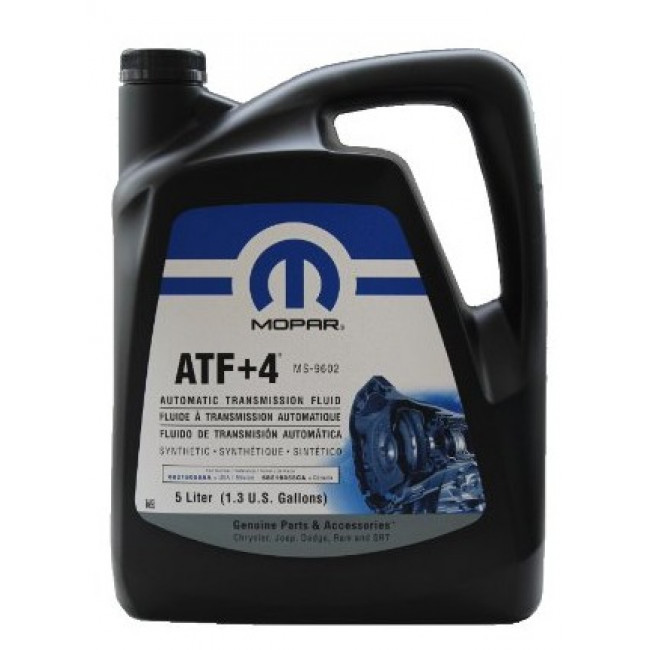 MOPAR®
ATF+4® MS-9602
AUTOMATIC TRANSMISSION FLUID
FLUIDE À TRANSMISSION AUTOMATIQUE
FLUIDO DE TRANSMISIÓN AUTOMÁTICA
SYNTHETIC • SYNTHÉTIQUE • SINTÉTICO
5 Liter (1.3 U.S. Gallons)
Genuine Parts & Accessories
Chrysler, Jeep, Dodge, Ram and SRT